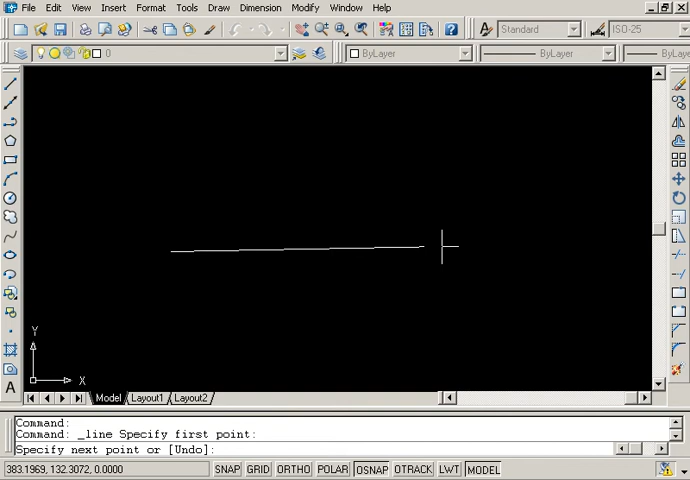 File Edit View Insert Format Tools Draw Dimension Modify Window Help
Standard ISO-25
0 ByLayer ByLayer ByLaye
Y
X
A
Model Layout1 Layout2
Command:
Command: _line Specify first point:
Specify next point or [Undo]:
383.1969, 132.3072, 0.0000 SNAP GRID ORTHO POLAR OSNAP OTRACK LWT MODEL